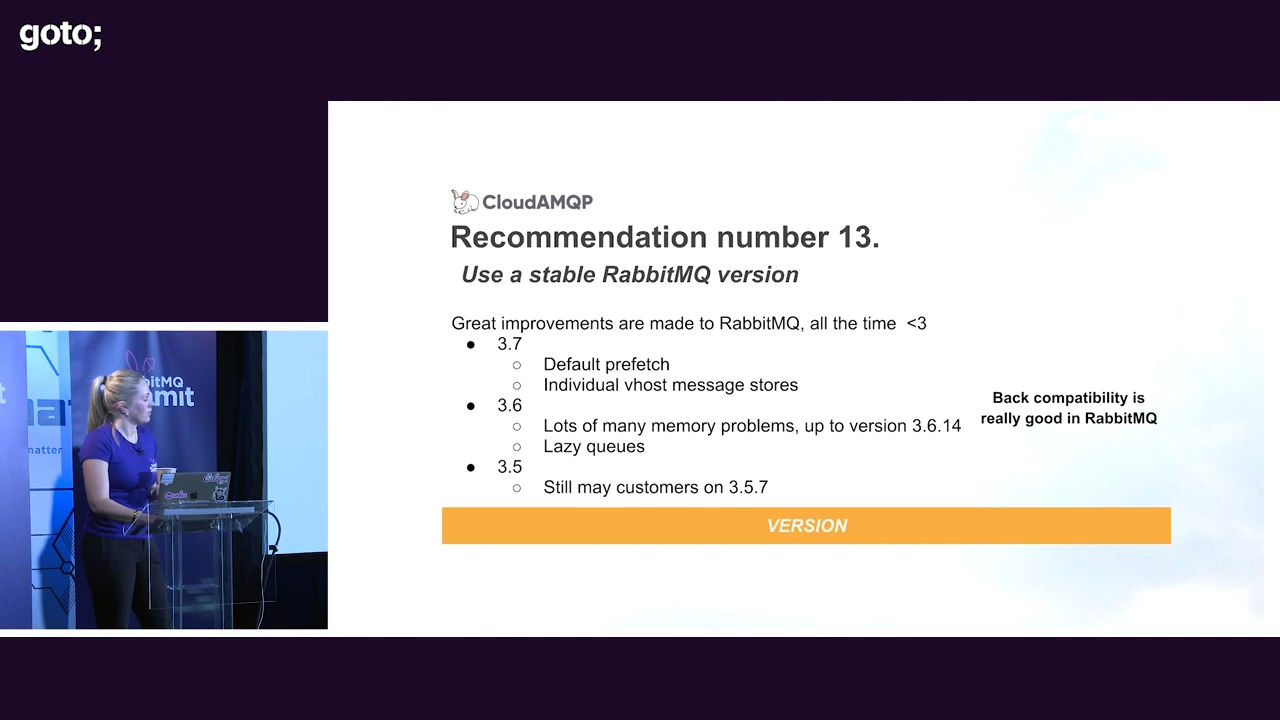 goto;
CloudAMQP
Recommendation number 13.
Use a stable RabbitMQ version
Great improvements are made to RabbitMQ, all the time <3
● 3.7
○ Default prefetch
○ Individual vhost message stores
● 3.6
○ Lots of many memory problems, up to version 3.6.14
○ Lazy queues
● 3.5
○ Still may customers on 3.5.7
Back compatibility is
really good in RabbitMQ
VERSION
bitMQ
mit
matter